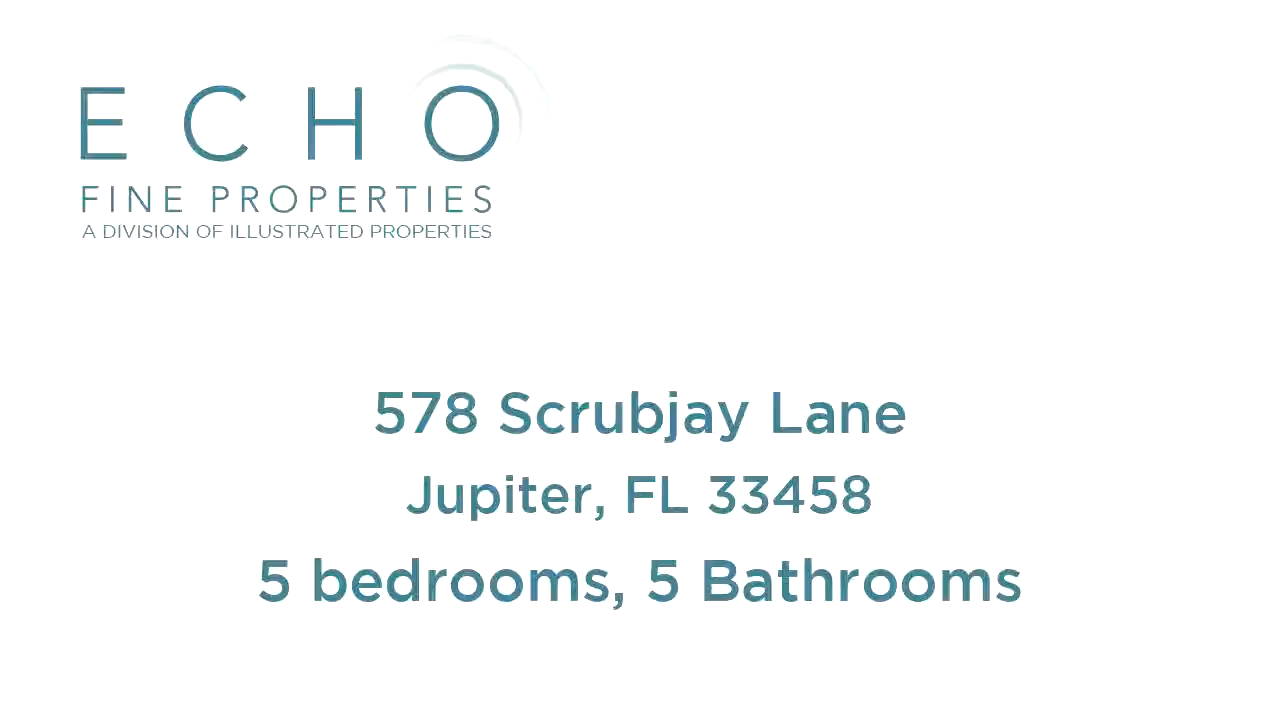 ECHO
FINE PROPERTIES
A DIVISION OF ILLUSTRATED PROPERTIES
578 Scrubjay Lane
Jupiter, FL 33458
5 bedrooms, 5 Bathrooms